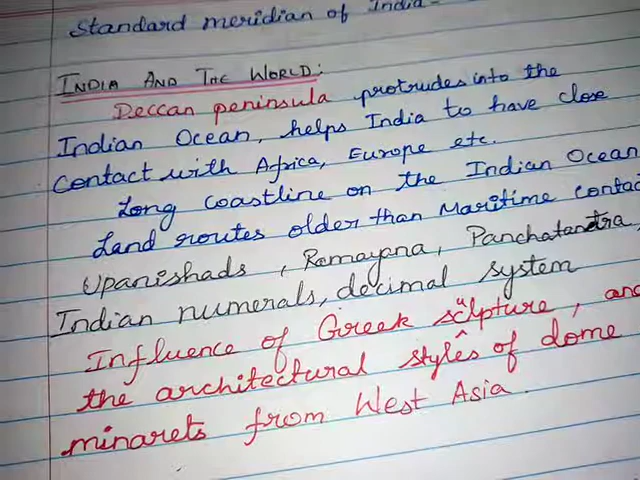 Standard meridian of India-
INDIA AND THE WORLD:
Deccan peninsula protrudes into the
Indian Ocean, helps India to have close
contact with Africa, Europe etc.
Long coastline on the Indian Ocean
Land routes older than Maritime contac
Upanishads, Ramayana, Panchatantra,
Indian numerals, decimal system
Influence of Greek sculpture, and
the architectural styles of dome
minarets from West Asia.